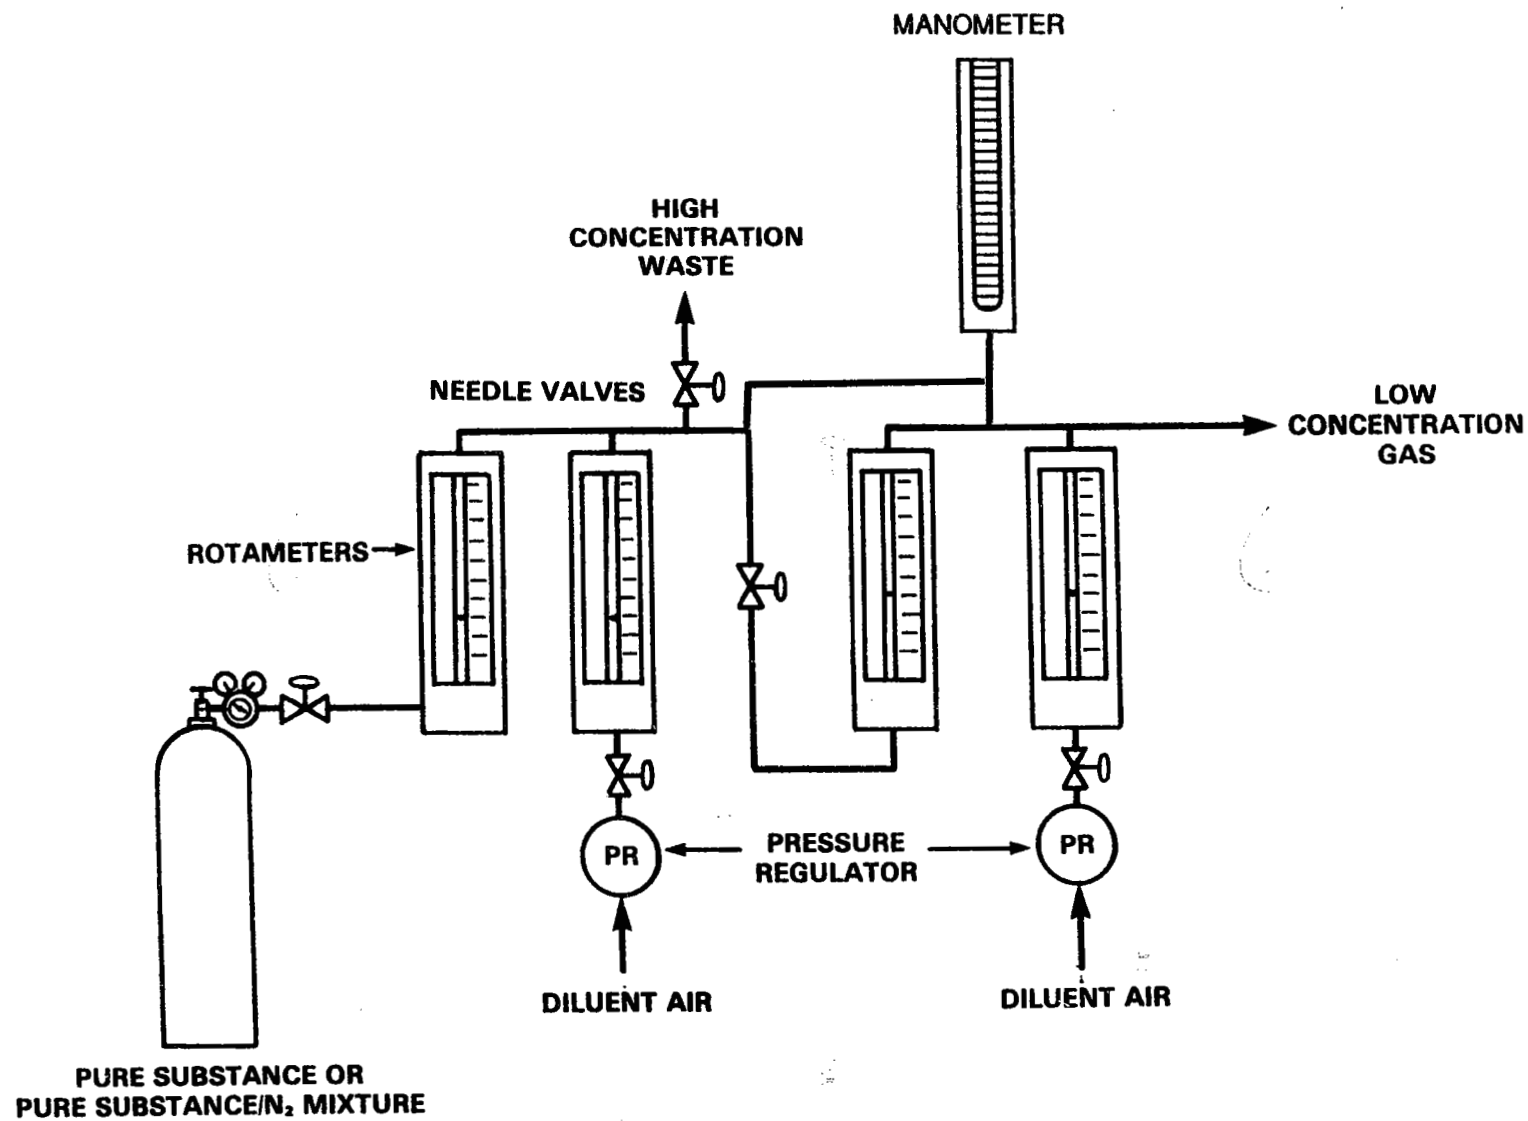 MANOMETER
HIGH
CONCENTRATION
WASTE
NEEDLE VALVES
LOW
CONCENTRATION
GAS
ROTAMETERS
PR
PRESSURE
REGULATOR
PR
DILUENT AIR
DILUENT AIR
PURE SUBSTANCE OR
PURE SUBSTANCE/N₂ MIXTURE